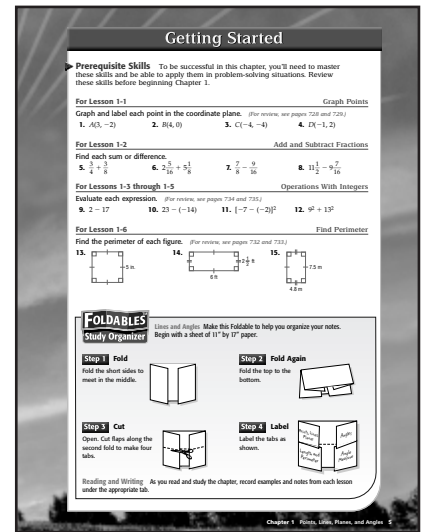 Getting Started
Prerequisite Skills To be successful in this chapter, you'll need to master
these skills and be able to apply them in problem-solving situations. Review
these skills before beginning Chapter 1.
For Lesson 1-1 Graph Points
Graph and label each point in the coordinate plane. (For review, see pages 728 and 729.)
1. A(3, −2) 2. B(4, 0) 3. C(−4, −4) 4. D(−1, 2)
For Lesson 1-2 Add and Subtract Fractions
Find each sum or difference.
5. 3/4 + 3/8 6. 2 5/16 + 5 1/8 7. 7/8 − 9/16 8. 11 1/2 − 9 7/16
For Lessons 1-3 through 1-5 Operations With Integers
Evaluate each expression. (For review, see pages 734 and 735.)
9. 2 − 17 10. 23 − (−14) 11. [−7 − (−2)]² 12. 9² + 13²
For Lesson 1-6 Find Perimeter
Find the perimeter of each figure. (For review, see pages 732 and 733.)
13. 14. 15.
5 in. 2 1/2 ft 7.5 m
6 ft
4.8 m
FOLDABLES
Study Organizer
Lines and Angles Make this Foldable to help you organize your notes.
Begin with a sheet of 11" by 17" paper.
Step 1 Fold
Fold the short sides to
meet in the middle.
Step 2 Fold Again
Fold the top to the
bottom.
Step 3 Cut
Open. Cut flaps along the
second fold to make four
tabs.
Step 4 Label
Label the tabs as
shown.
Points, Lines,
Planes
Angles
Length and
Perimeter
Angle
Reading and Writing As you read and study the chapter, record examples and notes from each lesson
under the appropriate tab.
Chapter 1 Points, Lines, Planes, and Angles 5